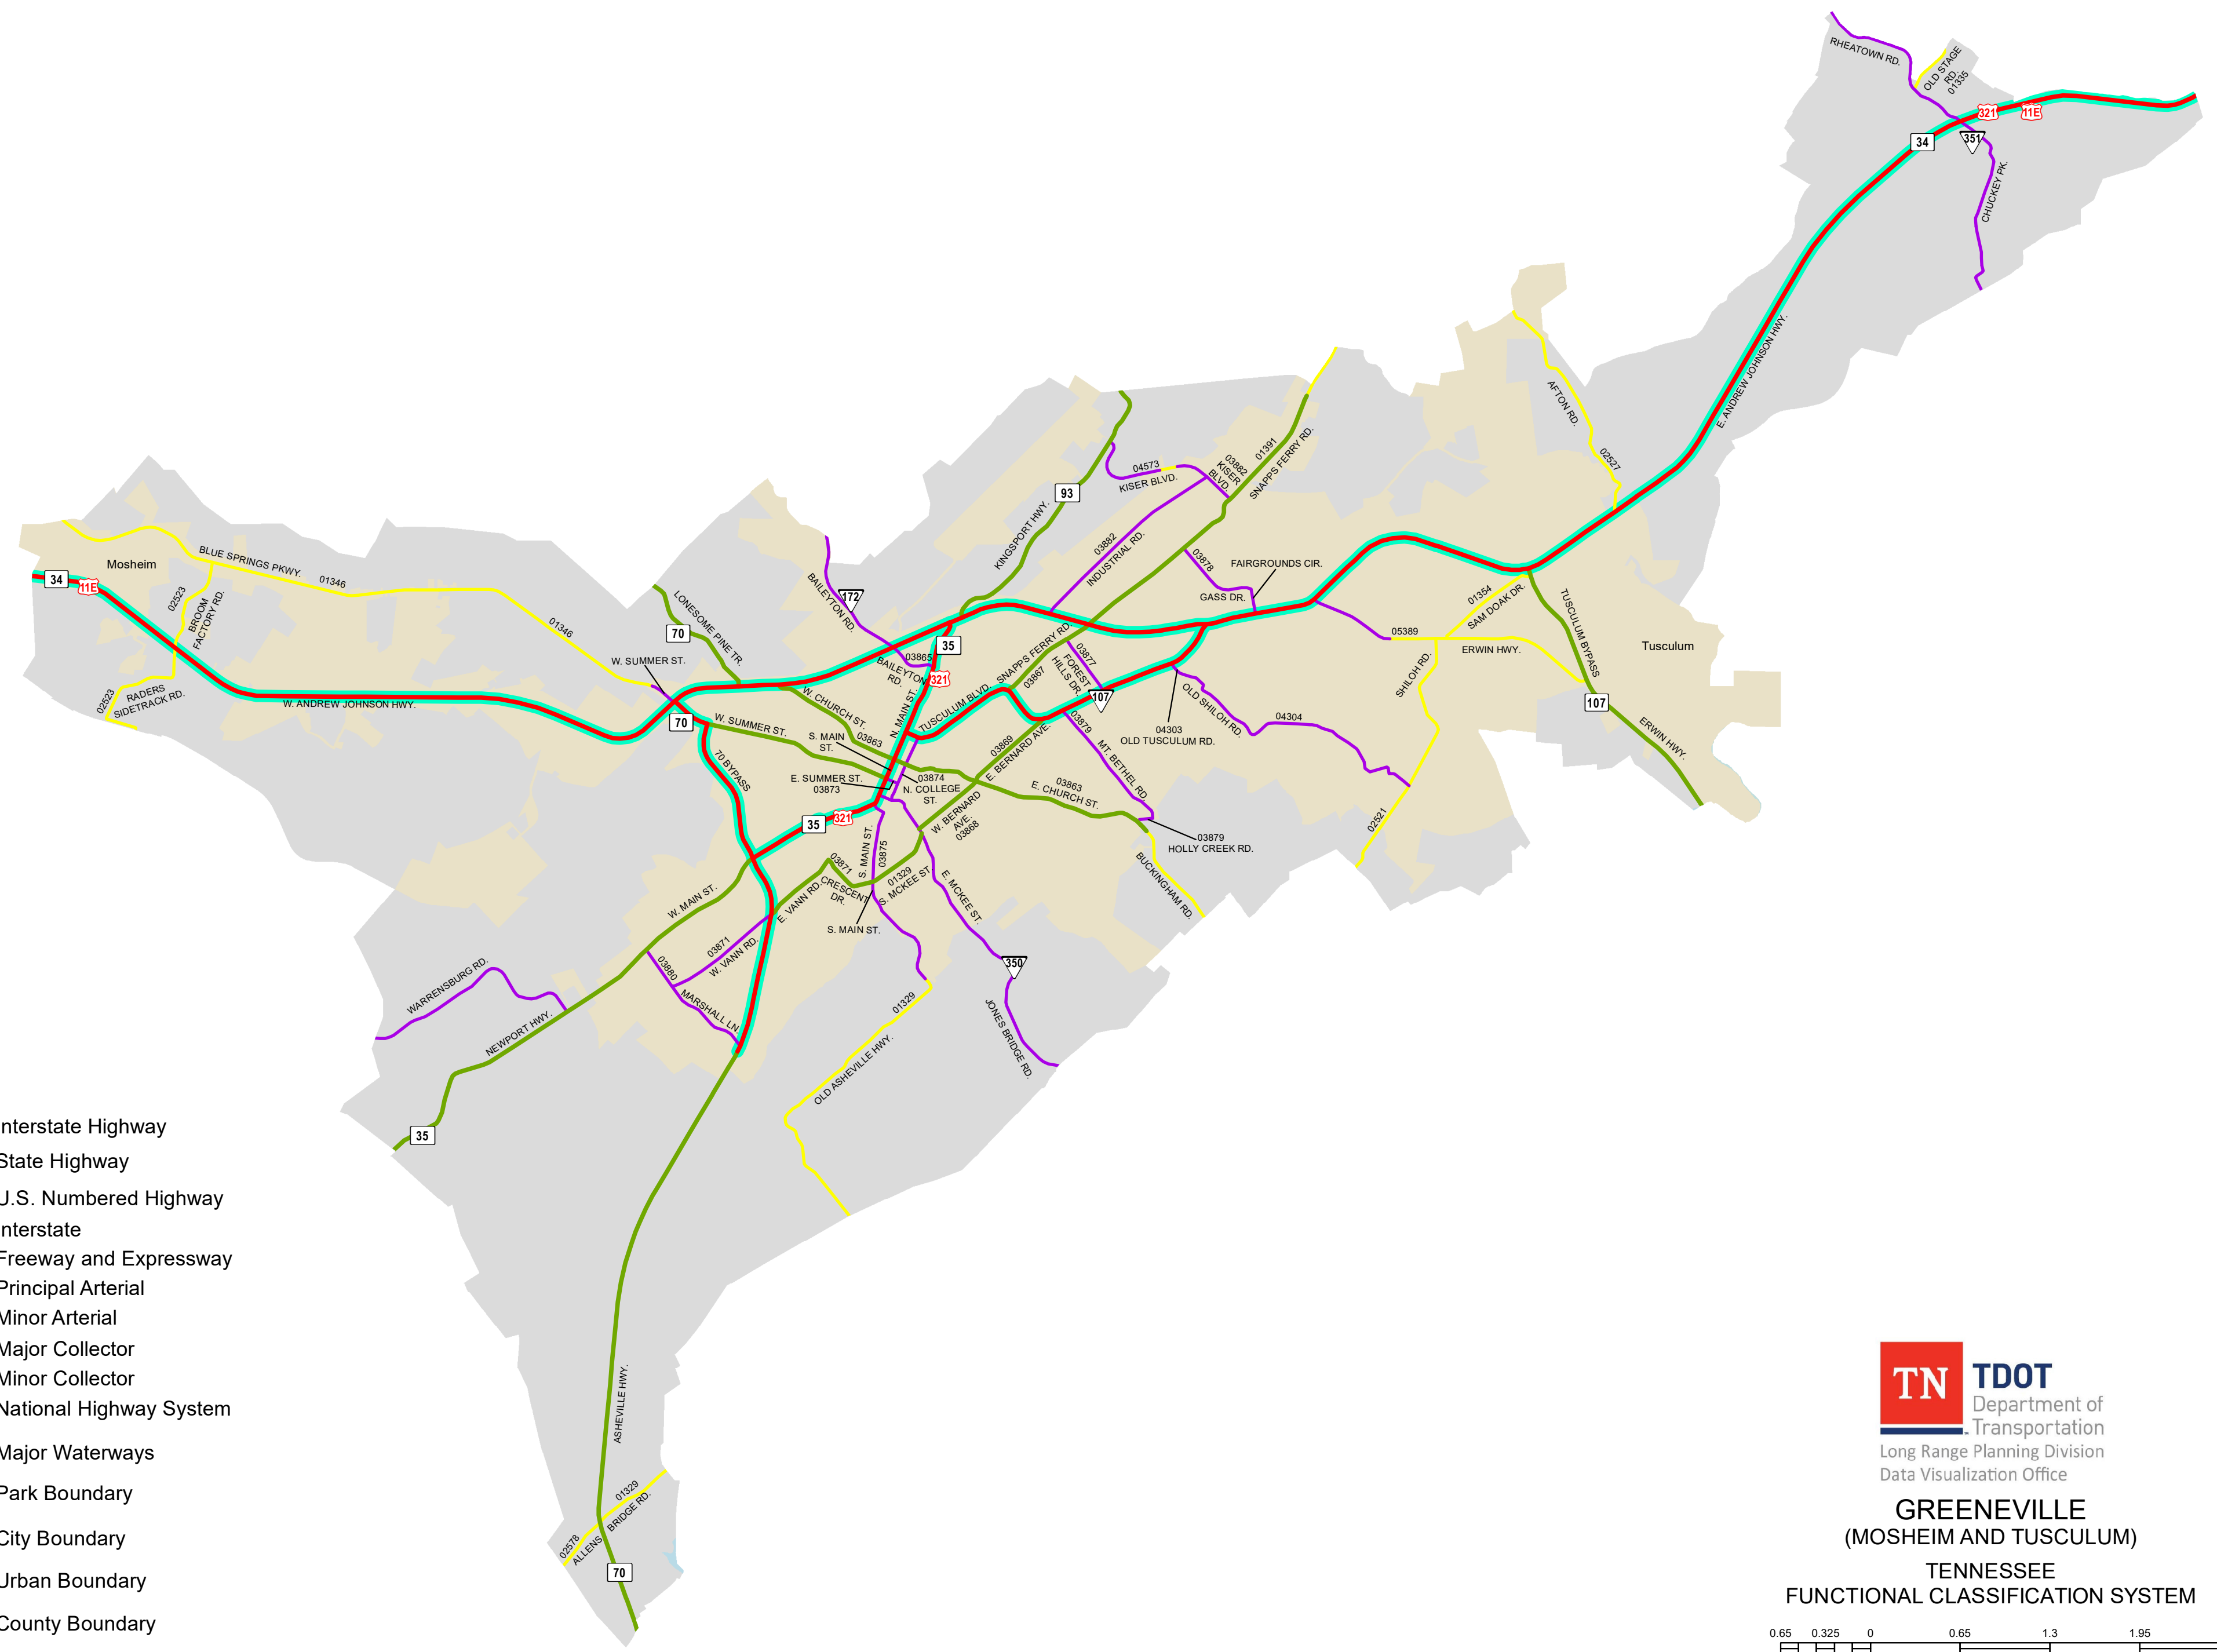 RHEATOWN RD.
OLD STAGE
RD.
01335
321
11E
34
351
CHUCKEY PK.
E. ANDREW JOHNSON HWY.
AFTON RD.
02527
01391
SNAPPS FERRY RD.
03882
KISER
BLVD.
04573
KISER BLVD.
93
KINGSPORT HWY.
03882
INDUSTRIAL RD.
03878
FAIRGROUNDS CIR.
GASS DR.
Mosheim
BLUE SPRINGS PKWY.
01346
34
11E
02523
BROOM
FACTORY RD.
01346
02523
RADERS
SIDETRACK RD.
W. ANDREW JOHNSON HWY.
W. SUMMER ST.
70
LONESOME PINE TR.
BAILEYTON RD.
172
03865
BAILEYTON
RD.
35
321
N. MAIN ST.
TUSCULUM BLVD.
SNAPPS FERRY RD.
03867
03877
FOREST
HILLS DR.
107
01354
SAM DOAK DR.
05389
ERWIN HWY.
SHILOH RD.
TUSCULUM BYPASS
Tusculum
107
ERWIN HWY.
70
W. SUMMER ST.
W. CHURCH ST.
03863
S. MAIN
ST.
E. SUMMER ST.
03873
03874
N. COLLEGE
ST.
03869
E. BERNARD AVE.
03879
MT. BETHEL RD.
04303
OLD TUSCULUM RD.
OLD SHILOH RD.
04304
02521
70 BYPASS
35
321
W. BERNARD
AVE.
03868
03863
E. CHURCH ST.
03879
HOLLY CREEK RD.
BUCKINGHAM RD.
S. MAIN ST.
03875
03871
CRESCENT
DR.
01329
S. MCKEE ST
E. VANN RD.
S. MAIN ST.
E. MCKEE ST.
W. MAIN ST.
03871
W. VANN RD.
03880
MARSHALL LN.
WARRENSBURG RD.
NEWPORT HWY.
35
350
JONES BRIDGE RD.
01329
OLD ASHEVILLE HWY.
ASHEVILLE HWY.
01329
02578
ALLENS BRIDGE RD.
70
nterstate Highway
State Highway
U.S. Numbered Highway
nterstate
Freeway and Expressway
Principal Arterial
Minor Arterial
Major Collector
Minor Collector
National Highway System
Major Waterways
Park Boundary
City Boundary
Urban Boundary
County Boundary
TN
TDOT
Department of
Transportation
Long Range Planning Division
Data Visualization Office
GREENEVILLE
(MOSHEIM AND TUSCULUM)
TENNESSEE
FUNCTIONAL CLASSIFICATION SYSTEM
0.65 0.325 0 0.65 1.3 1.95